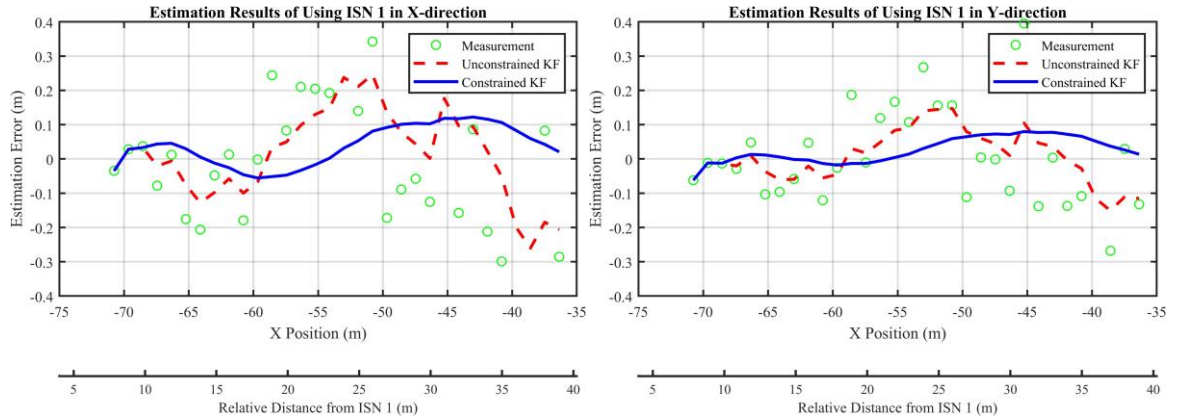 Estimation Results of Using ISN 1 in X-direction
Estimation Error (m)
0.4
0.3
0.2
0.1
0
-0.1
-0.2
-0.3
-0.4
Measurement
Unconstrained KF
Constrained KF
-75 -70 -65 -60 -55 -50 -45 -40 -35
X Position (m)
5 10 15 20 25 30 35 40
Relative Distance from ISN 1 (m)
Estimation Results of Using ISN 1 in Y-direction
Estimation Error (m)
0.4
0.3
0.2
0.1
0
-0.1
-0.2
-0.3
-0.4
Measurement
Unconstrained KF
Constrained KF
-75 -70 -65 -60 -55 -50 -45 -40 -35
X Position (m)
5 10 15 20 25 30 35 40
Relative Distance from ISN 1 (m)